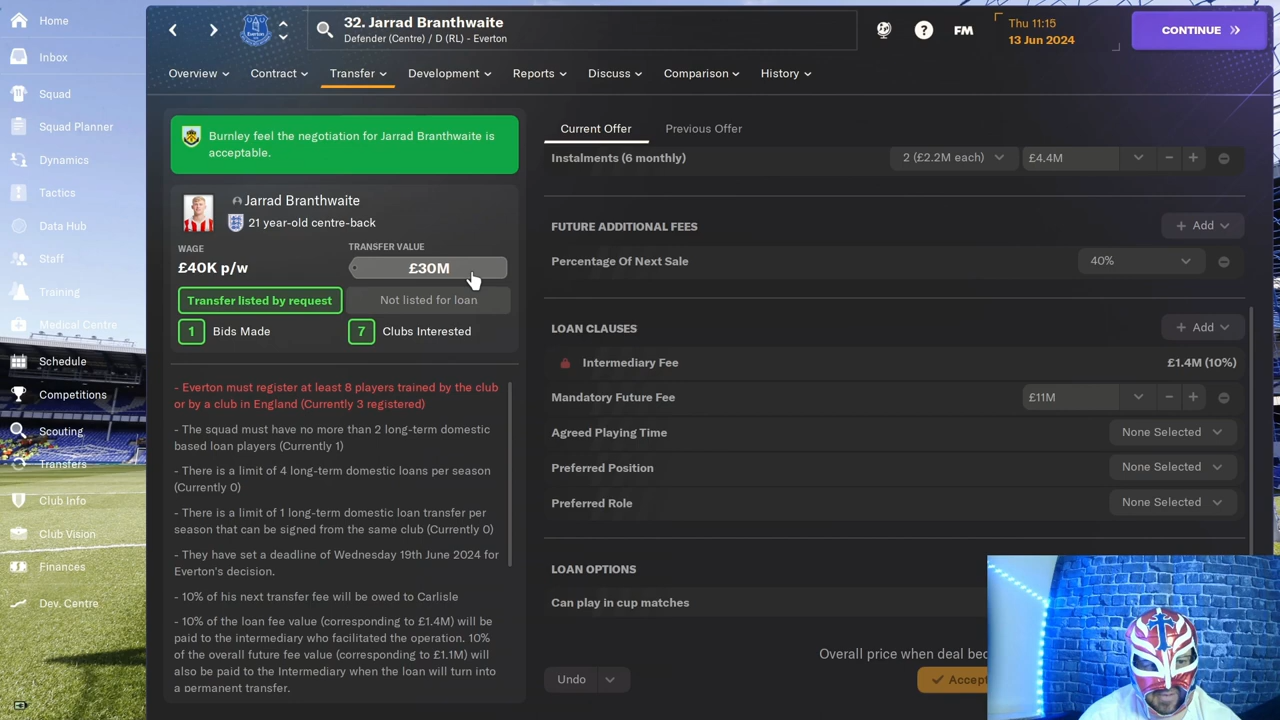 Home
Inbox
Squad
Squad Planner
Dynamics
Tactics
Data Hub
Staff
Training
Medical Centre
Schedule
Competitions
Scouting
Transfers
Club Info
Club Vision
Finances
Dev. Centre
Everton
32. Jarrad Branthwaite
Defender (Centre) / D (RL) - Everton
?
FM
Thu 11:15
13 Jun 2024
CONTINUE
Overview
Contract
Transfer
Development
Reports
Discuss
Comparison
History
Burnley feel the negotiation for Jarrad Branthwaite is
acceptable.
Jarrad Branthwaite
21 year-old centre-back
WAGE
£40K p/w
TRANSFER VALUE
£30M
Transfer listed by request
Not listed for loan
1 Bids Made
7 Clubs Interested
- Everton must register at least 8 players trained by the club
or by a club in England (Currently 3 registered)
- The squad must have no more than 2 long-term domestic
based loan players (Currently 1)
- There is a limit of 4 long-term domestic loans per season
(Currently 0)
- There is a limit of 1 long-term domestic loan transfer per
season that can be signed from the same club (Currently 0)
- They have set a deadline of Wednesday 19th June 2024 for
Everton's decision.
- 10% of his next transfer fee will be owed to Carlisle
- 10% of the loan fee value (corresponding to £1.4M) will be
paid to the intermediary who facilitated the operation. 10%
of the overall future fee value (corresponding to £1.1M) will
also be paid to the Intermediary when the loan will turn into
a permanent transfer.
Current Offer
Previous Offer
Instalments (6 monthly) 2 (£2.2M each) £4.4M
FUTURE ADDITIONAL FEES + Add
Percentage Of Next Sale 40%
LOAN CLAUSES + Add
Intermediary Fee £1.4M (10%)
Mandatory Future Fee £11M
Agreed Playing Time None Selected
Preferred Position None Selected
Preferred Role None Selected
LOAN OPTIONS
Can play in cup matches
Overall price when deal bec
Undo
Accept